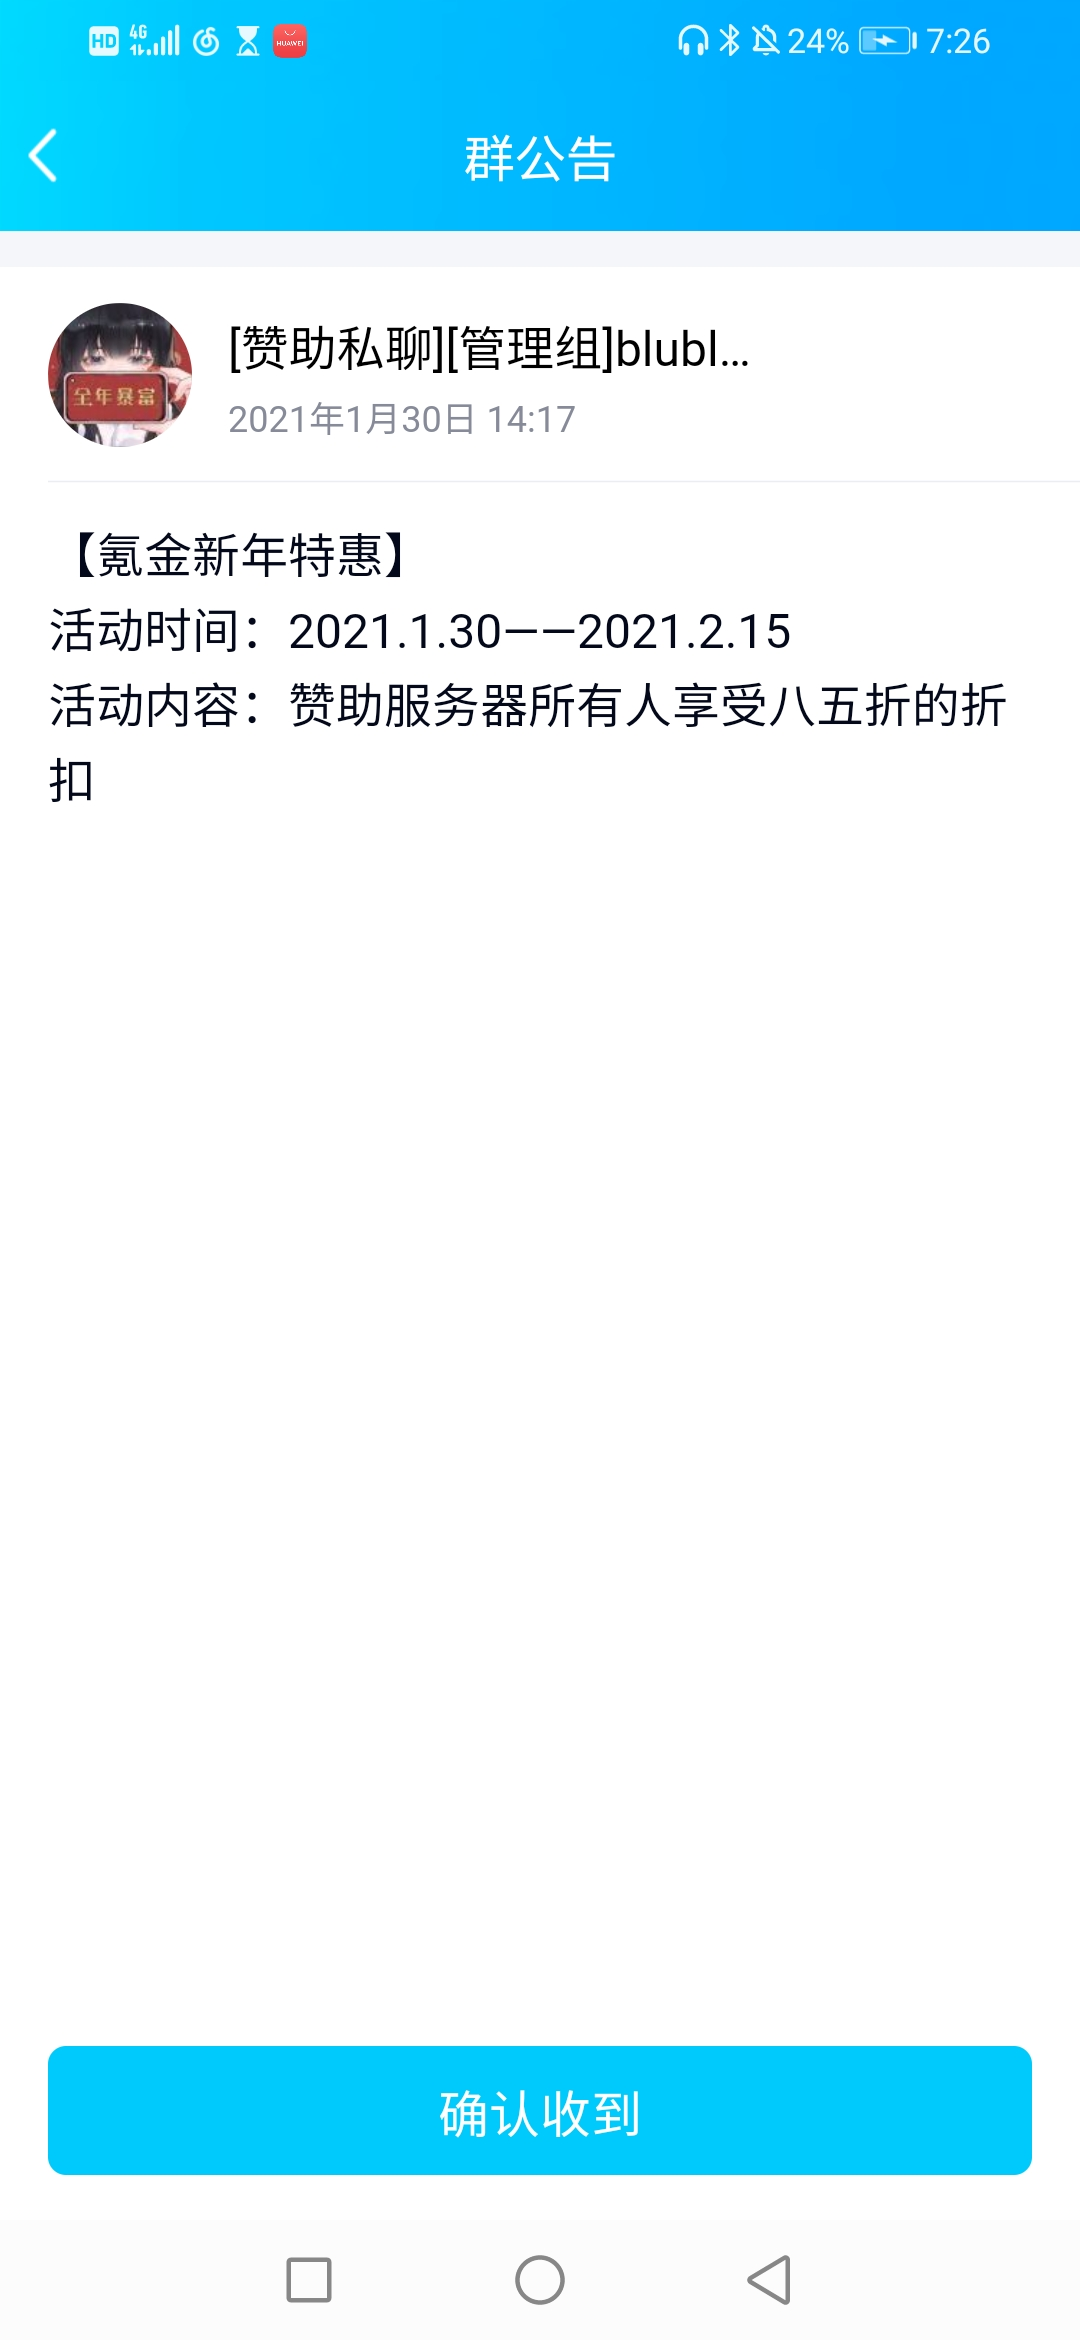 HD 4G HUAWEI 24% 7:26
群公告
全年暴富
[赞助私聊][管理组]blubl...
2021年1月30日 14:17
【氪金新年特惠】
活动时间：2021.1.30——2021.2.15
活动内容：赞助服务器所有人享受八五折的折
扣
确认收到